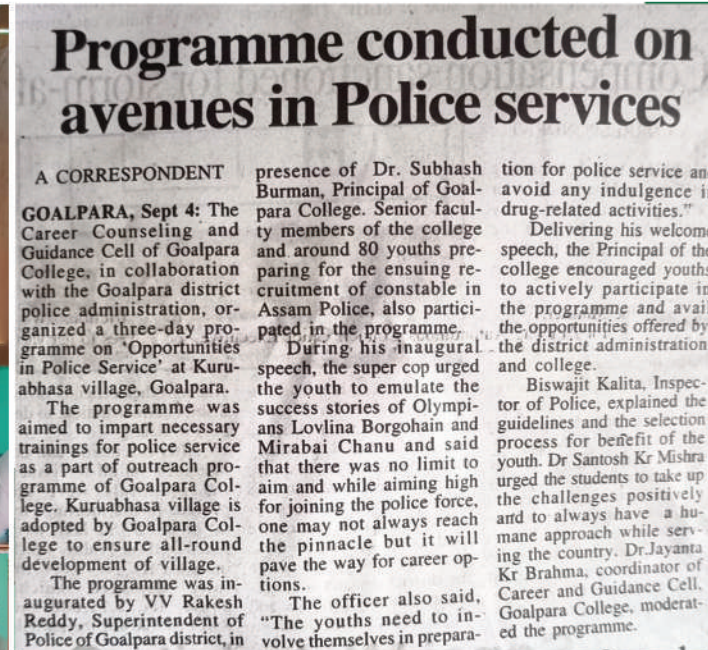 Programme conducted on
avenues in Police services
A CORRESPONDENT
GOALPARA, Sept 4: The
Career Counseling and
Guidance Cell of Goalpara
College, in collaboration
with the Goalpara district
police administration, or-
ganized a three-day pro-
gramme on 'Opportunities
in Police Service' at Kuru-
abhasa village, Goalpara.
The programme was
aimed to impart necessary
trainings for police service
as a part of outreach pro-
gramme of Goalpara Col-
lege. Kuruabhasa village is
adopted by Goalpara Col-
lege to ensure all-round
development of village.
The programme was in-
augurated by VV Rakesh
Reddy, Superintendent of
Police of Goalpara district, in
presence of Dr. Subhash
Burman, Principal of Goal-
para College. Senior facul-
ty members of the college
and around 80 youths pre-
paring for the ensuing re-
cruitment of constable in
Assam Police, also partici-
pated in the programme.
During his inaugural
speech, the super cop urged
the youth to emulate the
success stories of Olympi-
ans Lovlina Borgohain and
Mirabai Chanu and said
that there was no limit to
aim and while aiming high
for joining the police force,
one may not always reach
the pinnacle but it will
pave the way for career op-
tions.
The officer also said,
"The youths need to in-
volve themselves in prepara-
tion for police service an
avoid any indulgence i
drug-related activities."
Delivering his welcom
speech, the Principal of the
college encouraged youths
to actively participate in
the programme and avail
the opportunities offered by
the district administration
and college.
Biswajit Kalita, Inspec-
tor of Police, explained the
guidelines and the selection
process for benefit of the
youth. Dr Santosh Kr Mishra
urged the students to take up
the challenges positively
and to always have a hu-
mane approach while serv-
ing the country. Dr.Jayanta
Kr Brahma, coordinator of
Career and Guidance Cell,
Goalpara College, moderat-
ed the programme.